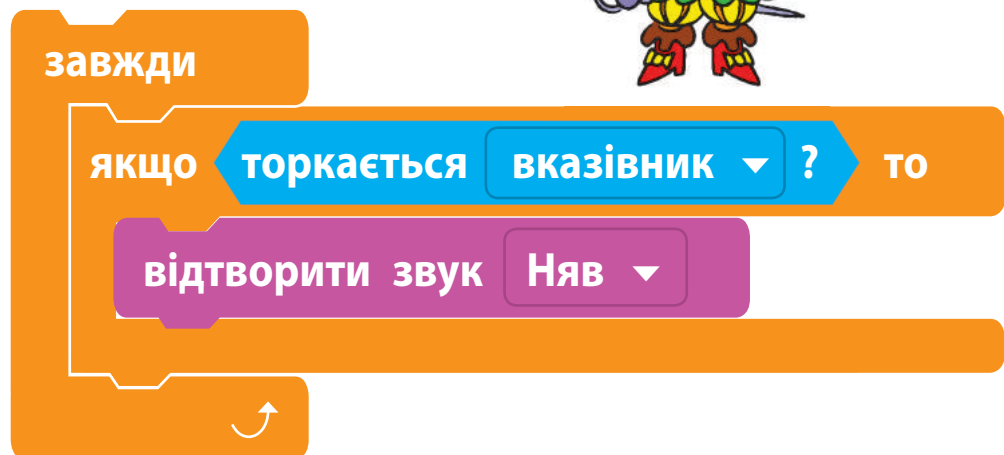 завжди
якщо торкається вказівник ? то
відтворити звук Няв